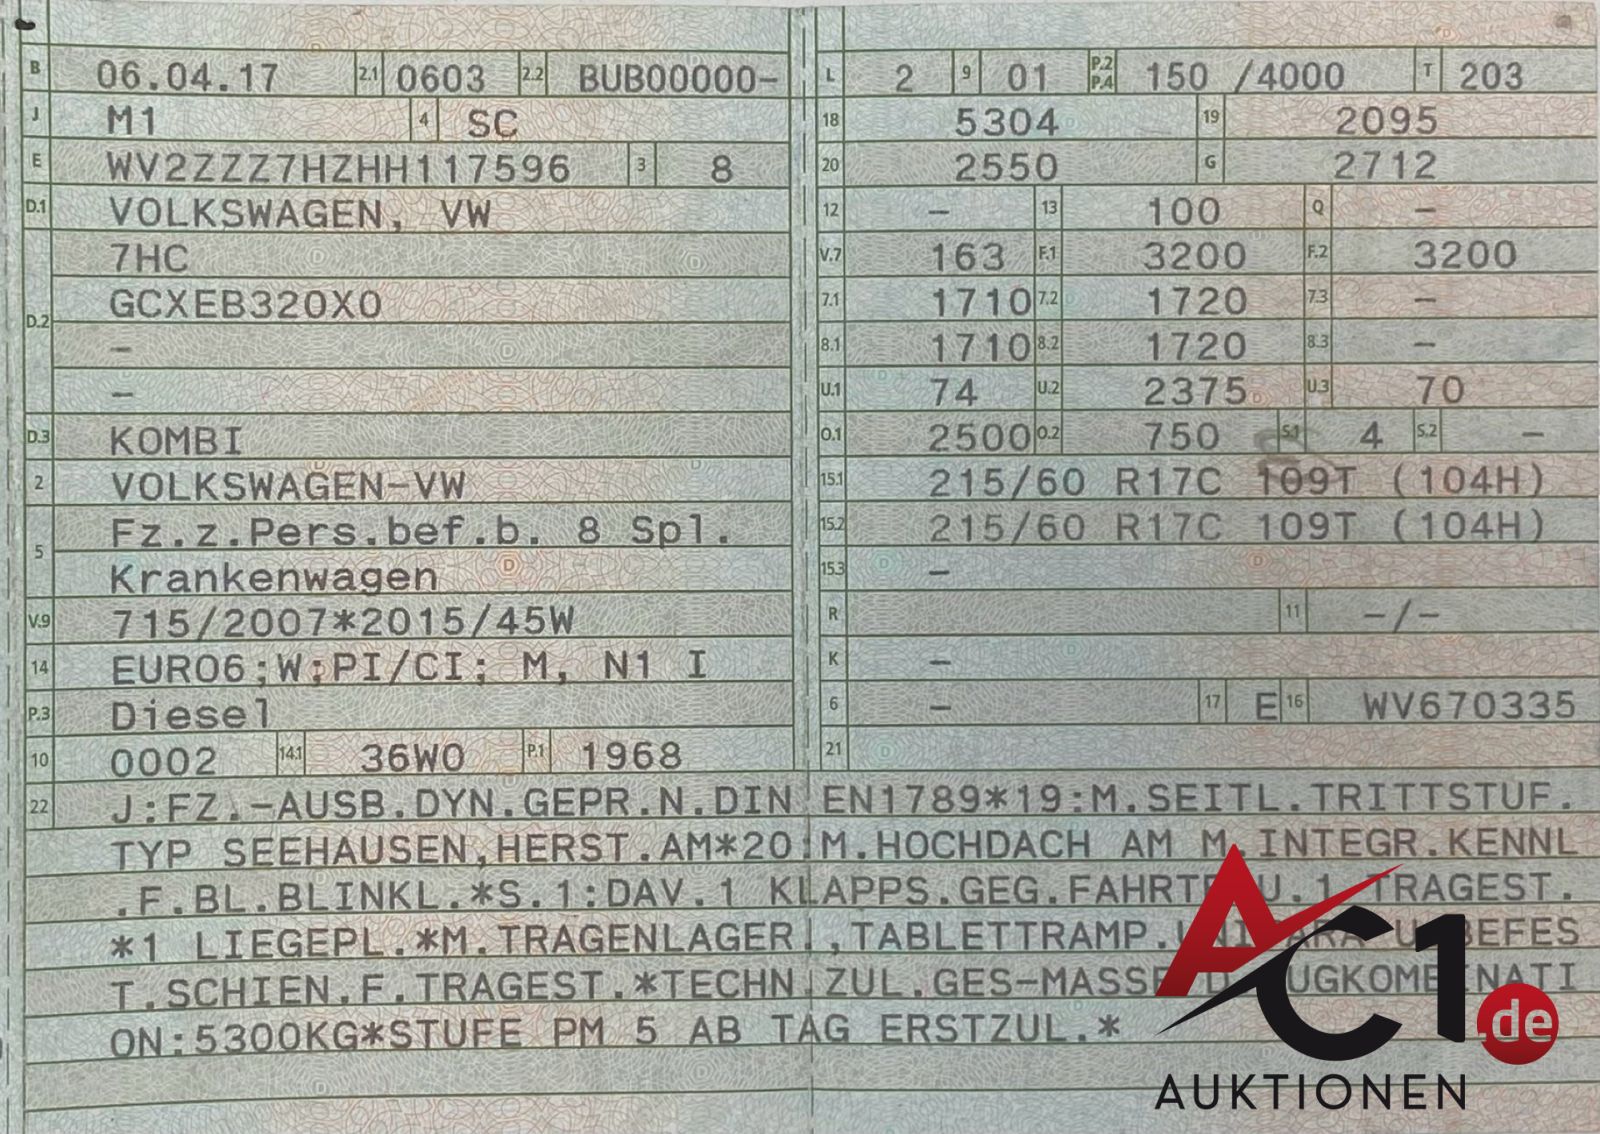 B 06.04.17 2.1 0603 2.2 BUB00000-
J M1 4 SC
E WV2ZZZ7HZHH117596 3 8
D.1 VOLKSWAGEN, VW
7HC
D.2 GCXEB320X0
–
–
D.3 KOMBI
2 VOLKSWAGEN-VW
5 Fz.z.Pers.bef.b. 8 Spl.
Krankenwagen
V.9 715/2007*2015/45W
14 EURO6;W;PI/CI; M, N1 I
P.3 Diesel
10 0002 14.1 36W0 P.1 1968
L 2 9 01 P.2 P.4 150 /4000 T 203
18 5304 19 2095
20 2550 G 2712
12 – 13 100 Q –
V.7 163 F.1 3200 F.2 3200
7.1 1710 7.2 1720 7.3 –
8.1 1710 8.2 1720 8.3 –
U.1 74 U.2 2375 U.3 70
O.1 2500 O.2 750 S.1 4 S.2 –
15.1 215/60 R17C 109T (104H)
15.2 215/60 R17C 109T (104H)
15.3 –
R 11 –/–
K –
6 – 17 E 16 WV670335
21
22 J:FZ.-AUSB.DYN.GEPR.N.DIN EN1789*19:M.SEITL.TRITTSTUF.
TYP SEEHAUSEN,HERST.AM*20:M.HOCHDACH AM M.INTEGR.KENNL
.F.BL.BLINKL.*S.1:DAV.1 KLAPPS.GEG.FAHRTR.U.1 TRAGEST.
*1 LIEGEPL.*M.TRAGENLAGER.,TABLETTRAMP. BEFES
T.SCHIEN.F.TRAGEST.*TECHN.ZUL.GES-MASSE ZUGKOMBINATI
ON:5300KG*STUFE PM 5 AB TAG ERSTZUL.*
AC1.de
AUKTIONEN